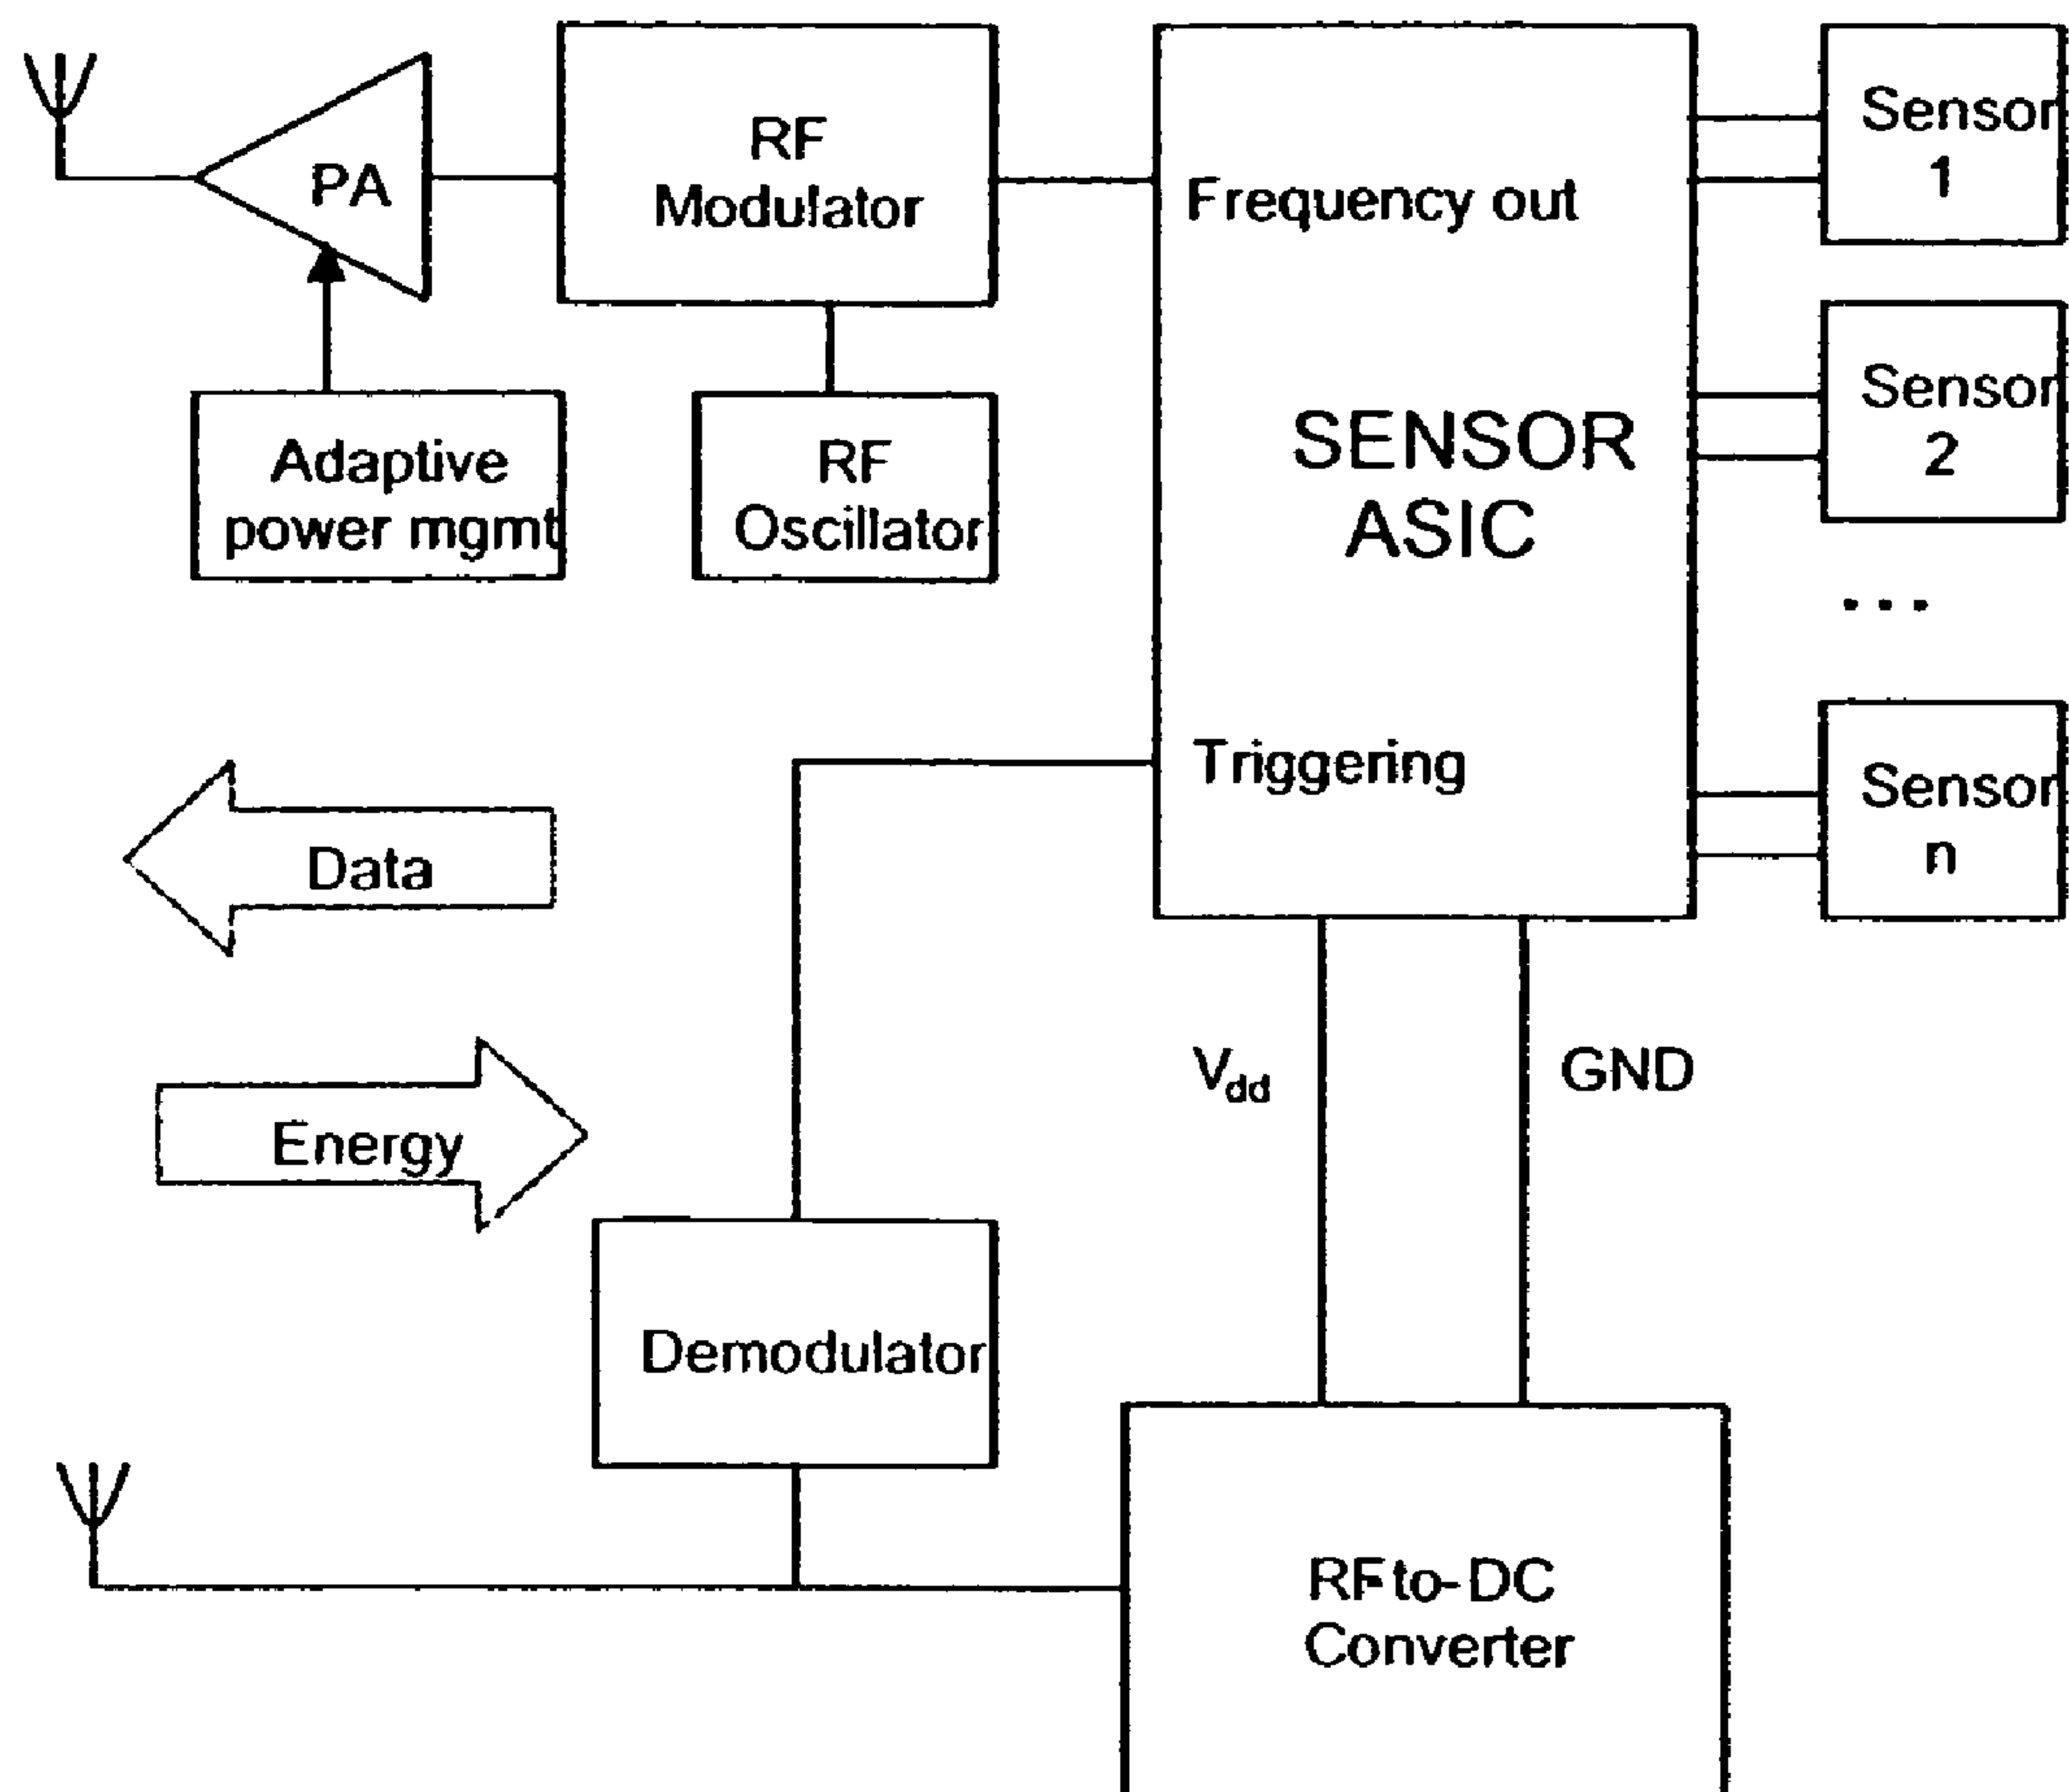 RF
Modulator
PA
Frequency out
Sensor
1
Adaptive
power mgmt
RF
Oscillator
SENSOR
ASIC
Sensor
2
...
Triggering
Sensor
n
Data
Vdd
GND
Energy
Demodulator
RF to- DC
Converter